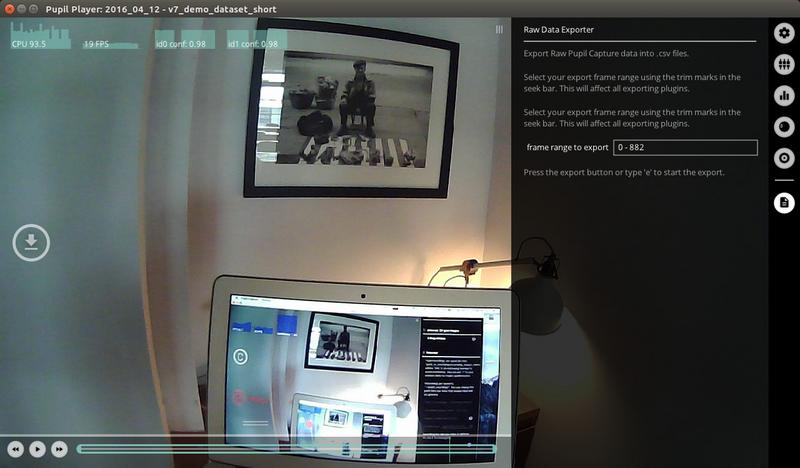 Pupil Player: 2016_04_12 - v7_demo_dataset_short
CPU 93.5
19 FPS
id0 conf: 0.98
id1 conf: 0.98
Raw Data Exporter
Export Raw Pupil Capture data into .csv files.
Select your export frame range using the trim marks in the
seek bar. This will affect all exporting plugins.
Select your export frame range using the trim marks in the
seek bar. This will affect all exporting plugins.
frame range to export 0 - 882
Press the export button or type 'e' to start the export.
C